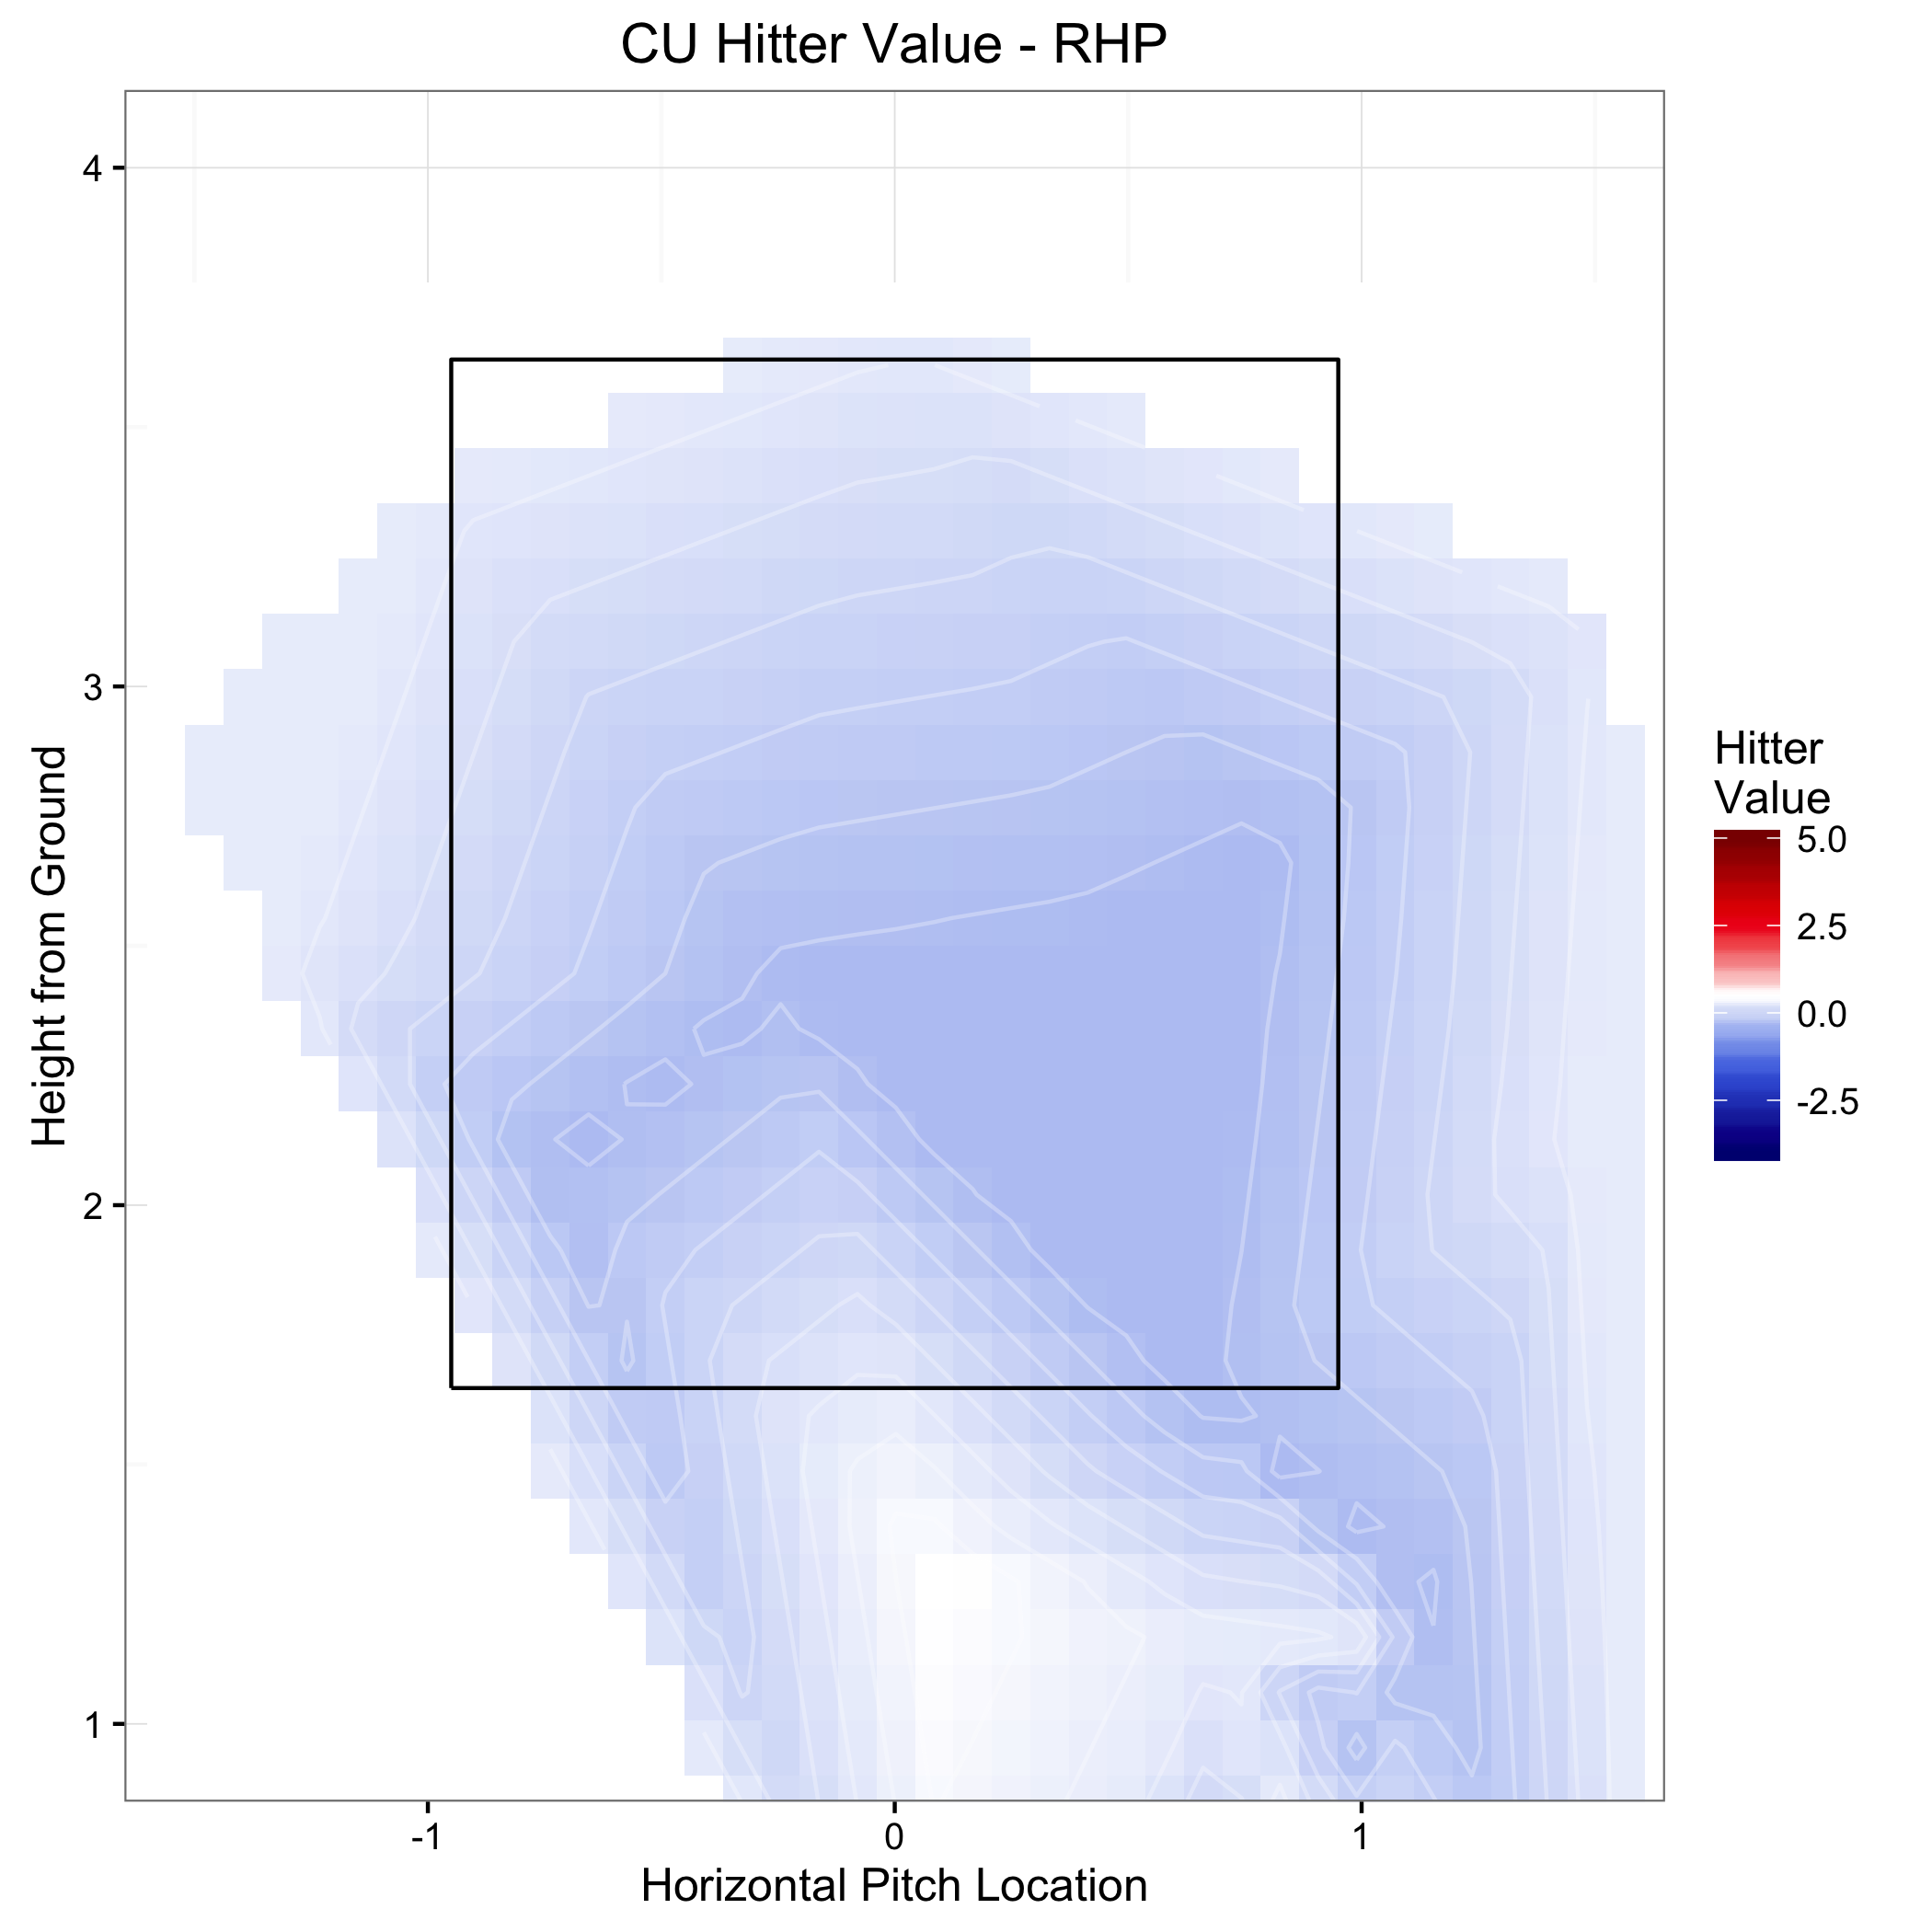 CU Hitter Value - RHP
4
3
2
1
Height from Ground
-1 0 1
Horizontal Pitch Location
Hitter
Value
5.0
2.5
0.0
-2.5